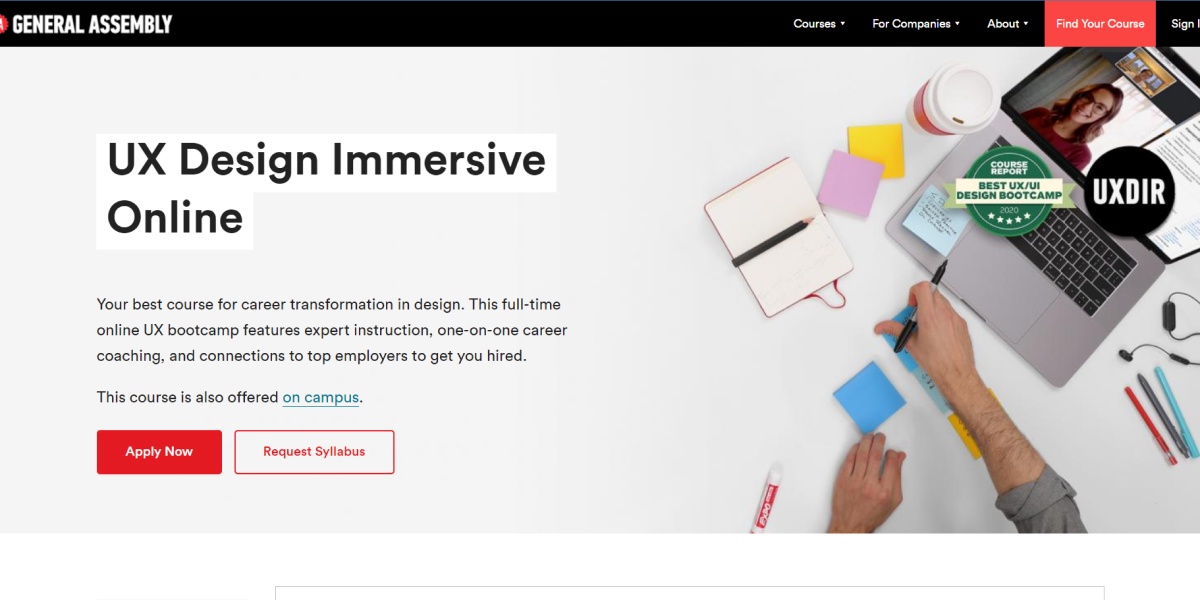 GENERAL ASSEMBLY
Courses
For Companies
About
Find Your Course
Sign
UX Design Immersive
Online
Your best course for career transformation in design. This full-time
online UX bootcamp features expert instruction, one-on-one career
coaching, and connections to top employers to get you hired.
This course is also offered on campus.
Apply Now
Request Syllabus
COURSE
REPORT
BEST UX/UI
DESIGN BOOTCAMP
2020
UXDIR
EXPO